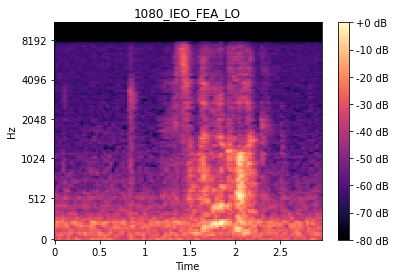 1080_IEO_FEA_LO
+0 dB
8192
-10 dB
4096
-20 dB
-30 dB
2048
Hz
-40 dB
1024
-50 dB
512
-60 dB
-70 dB
0
-80 dB
0 0.5 1 1.5 2 2.5
Time